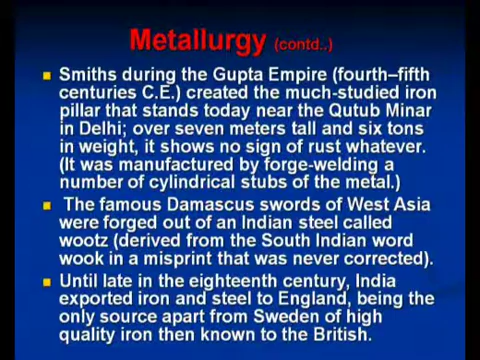 Metallurgy (contd..)
Smiths during the Gupta Empire (fourth–fifth
centuries C.E.) created the much-studied iron
pillar that stands today near the Qutub Minar
in Delhi; over seven meters tall and six tons
in weight, it shows no sign of rust whatever.
(It was manufactured by forge-welding a
number of cylindrical stubs of the metal.)
The famous Damascus swords of West Asia
were forged out of an Indian steel called
wootz (derived from the South Indian word
wook in a misprint that was never corrected).
Until late in the eighteenth century, India
exported iron and steel to England, being the
only source apart from Sweden of high
quality iron then known to the British.